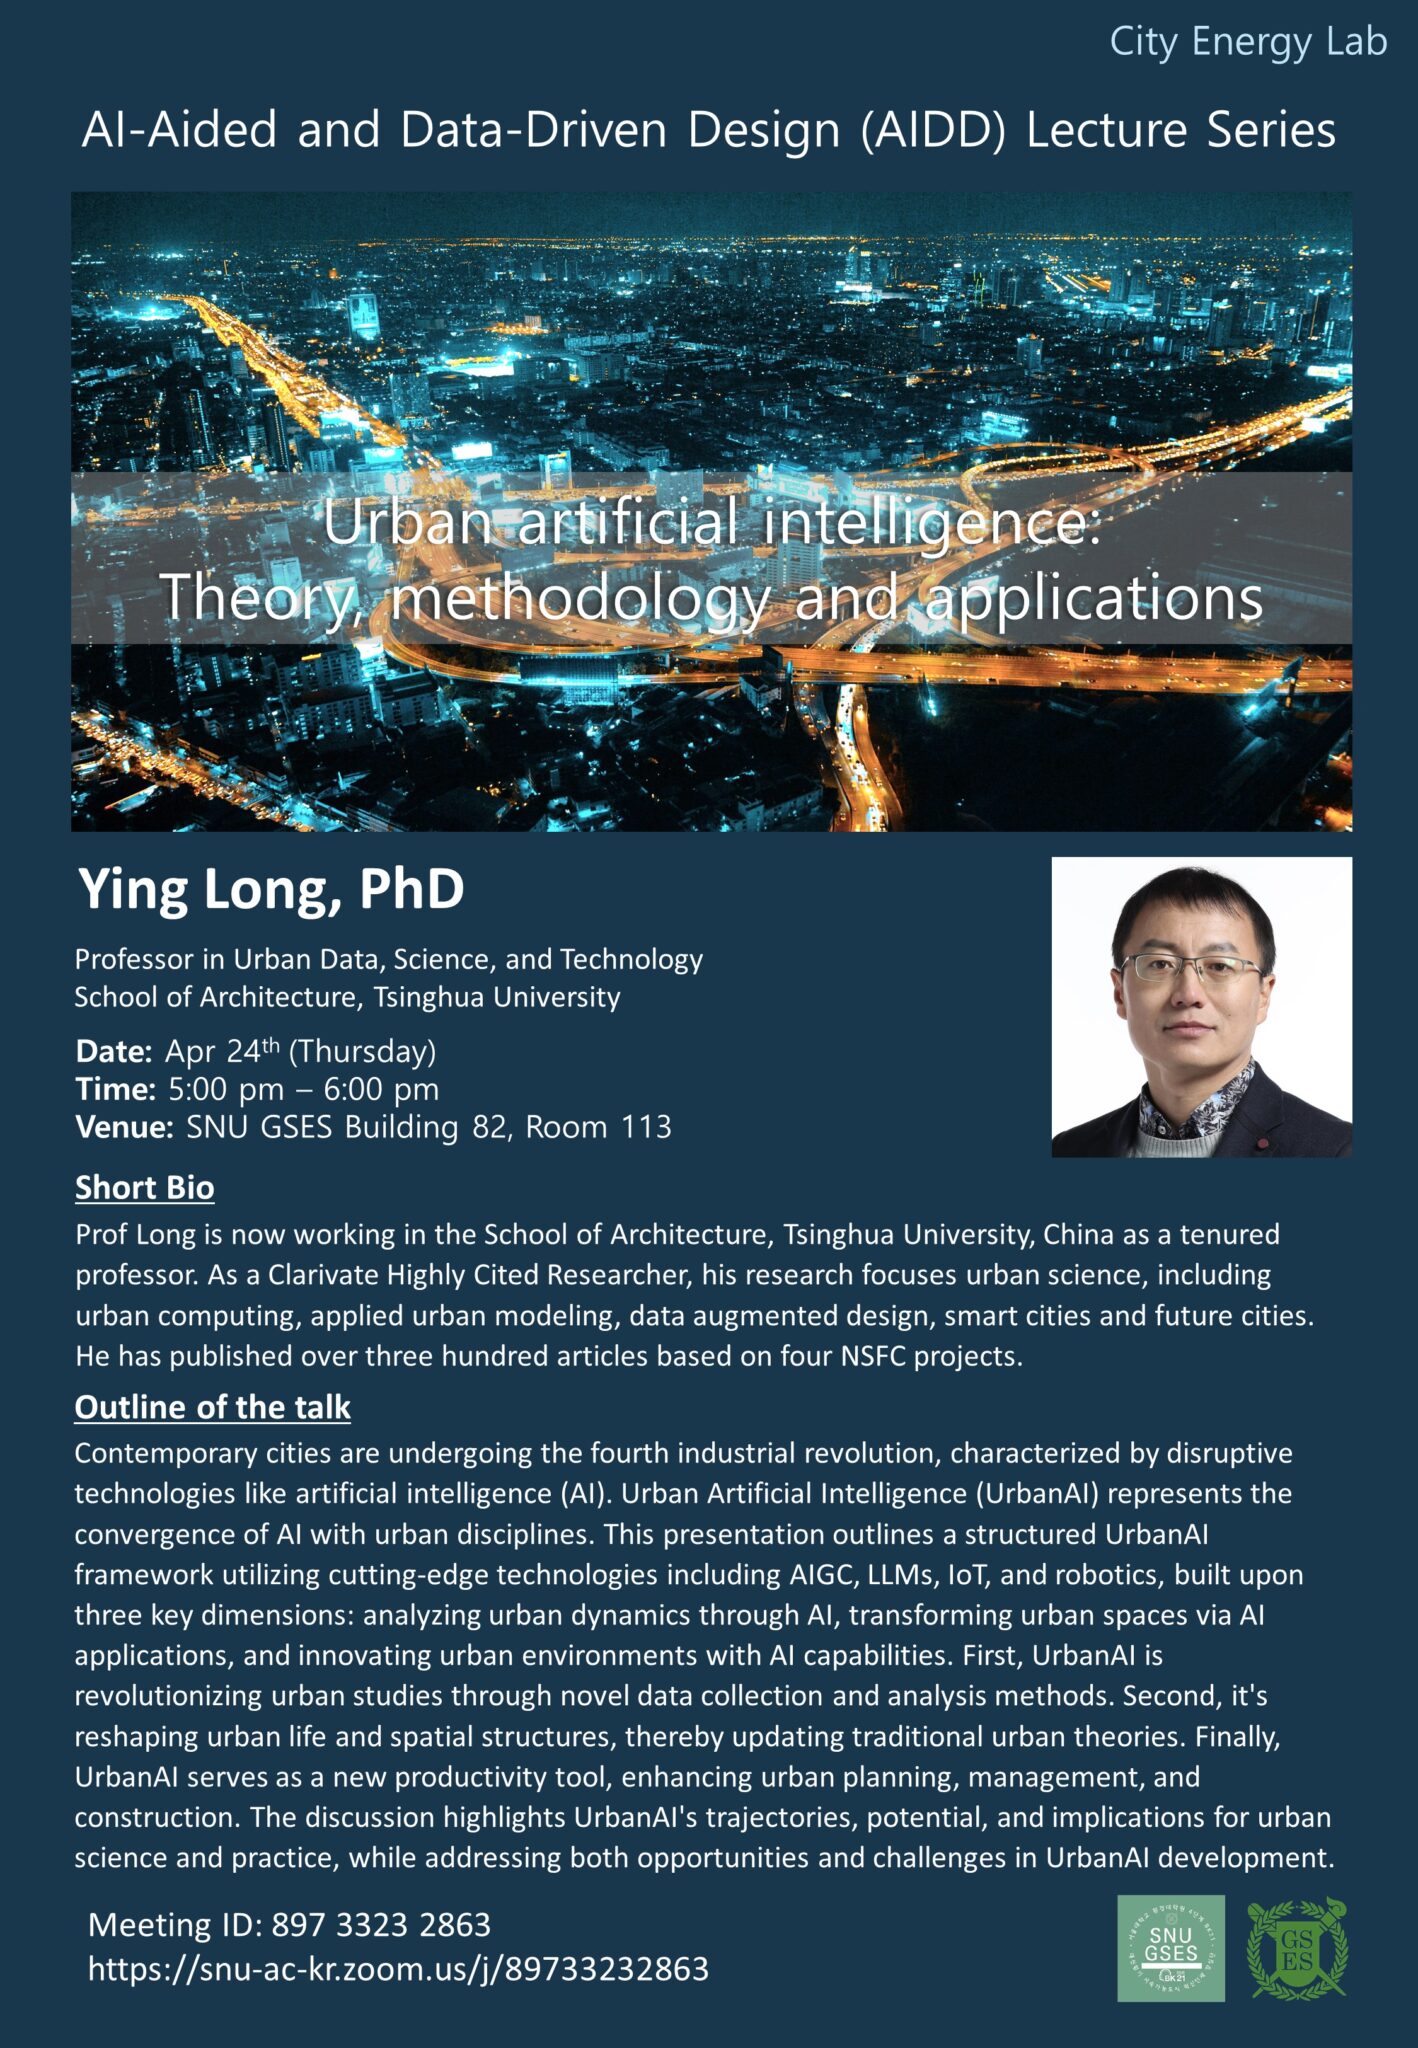 City Energy Lab
AI-Aided and Data-Driven Design (AIDD) Lecture Series
Urban artificial intelligence:
Theory, methodology and applications
Ying Long, PhD
Professor in Urban Data, Science, and Technology
School of Architecture, Tsinghua University
Date: Apr 24th (Thursday)
Time: 5:00 pm – 6:00 pm
Venue: SNU GSES Building 82, Room 113
Short Bio
Prof Long is now working in the School of Architecture, Tsinghua University, China as a tenured
professor. As a Clarivate Highly Cited Researcher, his research focuses urban science, including
urban computing, applied urban modeling, data augmented design, smart cities and future cities.
He has published over three hundred articles based on four NSFC projects.
Outline of the talk
Contemporary cities are undergoing the fourth industrial revolution, characterized by disruptive
technologies like artificial intelligence (AI). Urban Artificial Intelligence (UrbanAI) represents the
convergence of AI with urban disciplines. This presentation outlines a structured UrbanAI
framework utilizing cutting-edge technologies including AIGC, LLMs, IoT, and robotics, built upon
three key dimensions: analyzing urban dynamics through AI, transforming urban spaces via AI
applications, and innovating urban environments with AI capabilities. First, UrbanAI is
revolutionizing urban studies through novel data collection and analysis methods. Second, it's
reshaping urban life and spatial structures, thereby updating traditional urban theories. Finally,
UrbanAI serves as a new productivity tool, enhancing urban planning, management, and
construction. The discussion highlights UrbanAI's trajectories, potential, and implications for urban
science and practice, while addressing both opportunities and challenges in UrbanAI development.
Meeting ID: 897 3323 2863
https://snu-ac-kr.zoom.us/j/89733232863
SNU
GSES
BK21
GS
ES